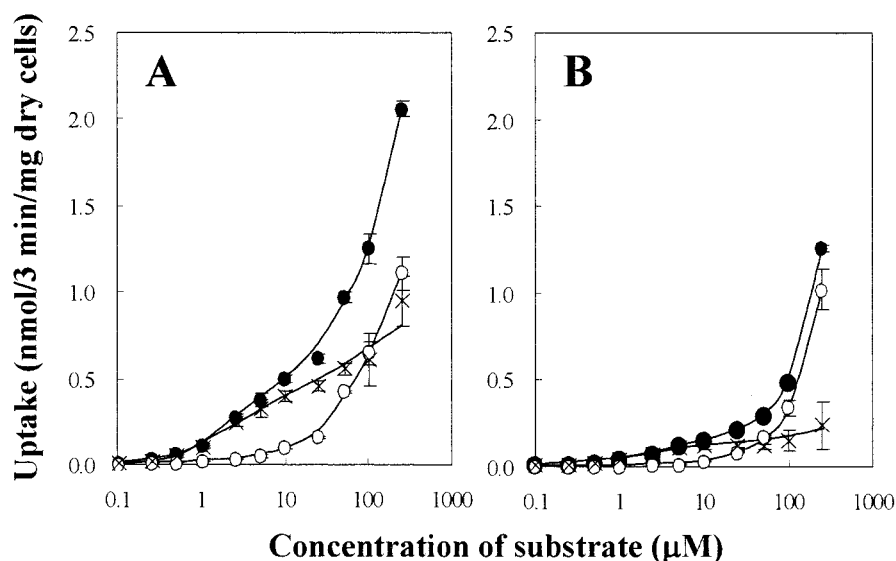 Uptake (nmol/3 min/mg dry cells)
A
2.5
2.0
1.5
1.0
0.5
0.0
0.1 1 10 100 1000
B
2.5
2.0
1.5
1.0
0.5
0.0
0.1 1 10 100 1000
Concentration of substrate (μM)